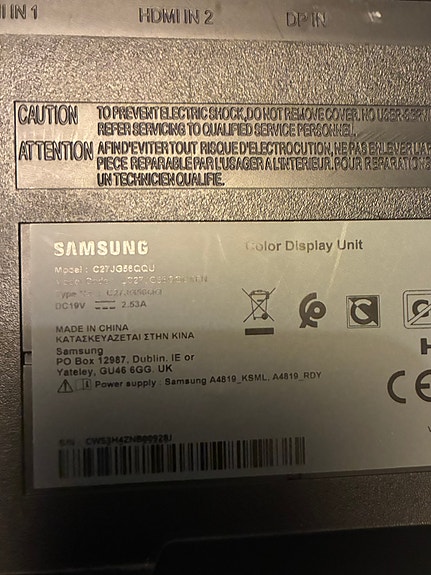 HDMI IN 2
DP IN
CAUTION TO PREVENT ELECTRIC SHOCK, DO NOT REMOVE COVER. NO USER-SERV
REFER SERVICING TO QUALIFIED SERVICE PERSONNEL.
ATTENTION AFIN D'EVITER TOUT RISQUE D'ELECTROCUTION, NE PAS ENLEVER L'A
PIECE REPARABLE PAR L'USAGER A L'INTERIEUR. POUR REPARATIONS
UN TECHNICIEN QUALIFIE.
SAMSUNG
Color Display Unit
Model : C27JG56QQU
DC19V 2.53A
MADE IN CHINA
ΚΑΤΑΣΚΕΥΑΖΕΤΑΙ ΣΤΗΝ ΚΙΝΑ
Samsung
PO Box 12987, Dublin. IE or
Yateley, GU46 6GG. UK
Power supply : Samsung A4819_KSML, A4819_RDY
CE
S/N